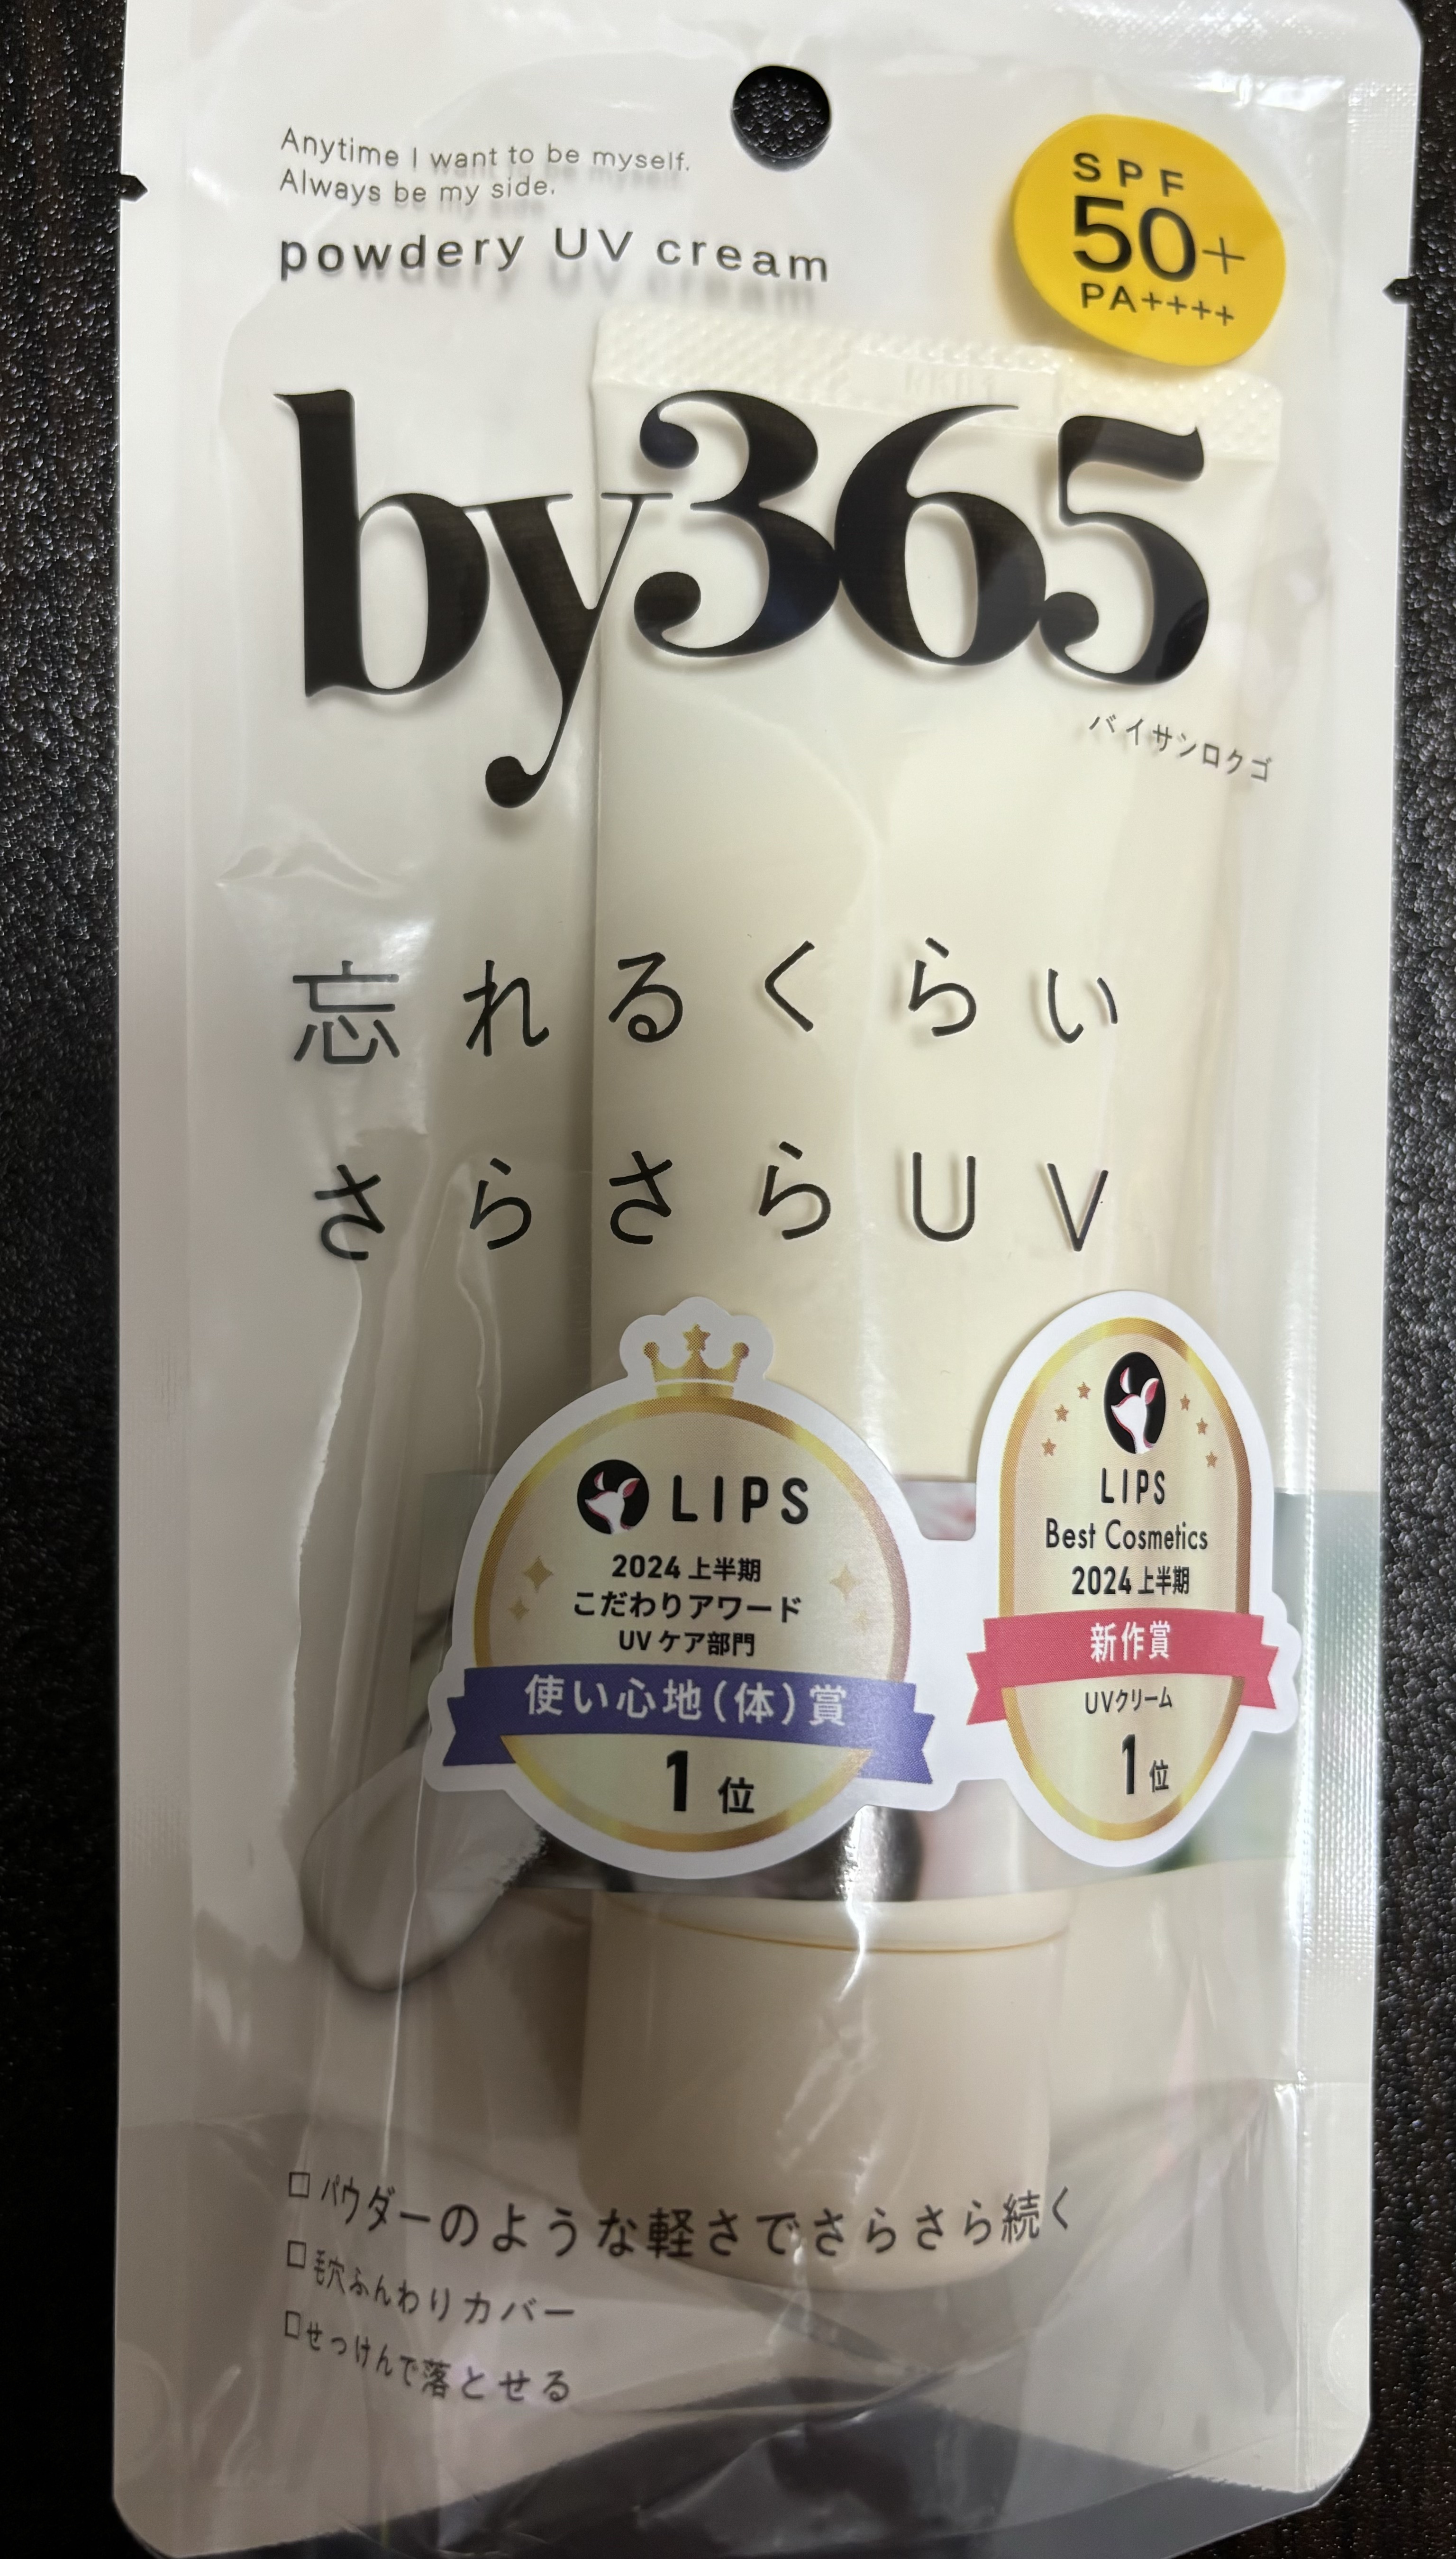 Anytime I want to be myself.
Always be my side.
powdery UV cream
SPF
50+
PA++++
by365
バイサンロクゴ
忘れるくらい
さらさらUV
LIPS
2024 上半期
こだわりアワード
UV ケア部門
使い心地(体)賞
1 位
LIPS
Best Cosmetics
2024 上半期
新作賞
UVクリーム
1 位
□ パウダーのような軽さでさらさら続く
□ 毛穴ふんわりカバー
□ せっけんで落とせる